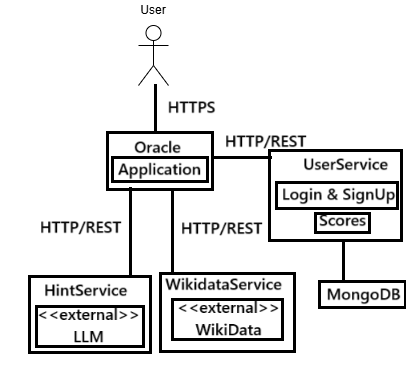 User
HTTPS
Oracle
Application
HTTP/REST
UserService
Login & SignUp
Scores
HTTP/REST
HTTP/REST
HintService
<<external>>
LLM
WikidataService
<<external>>
WikiData
MongoDB